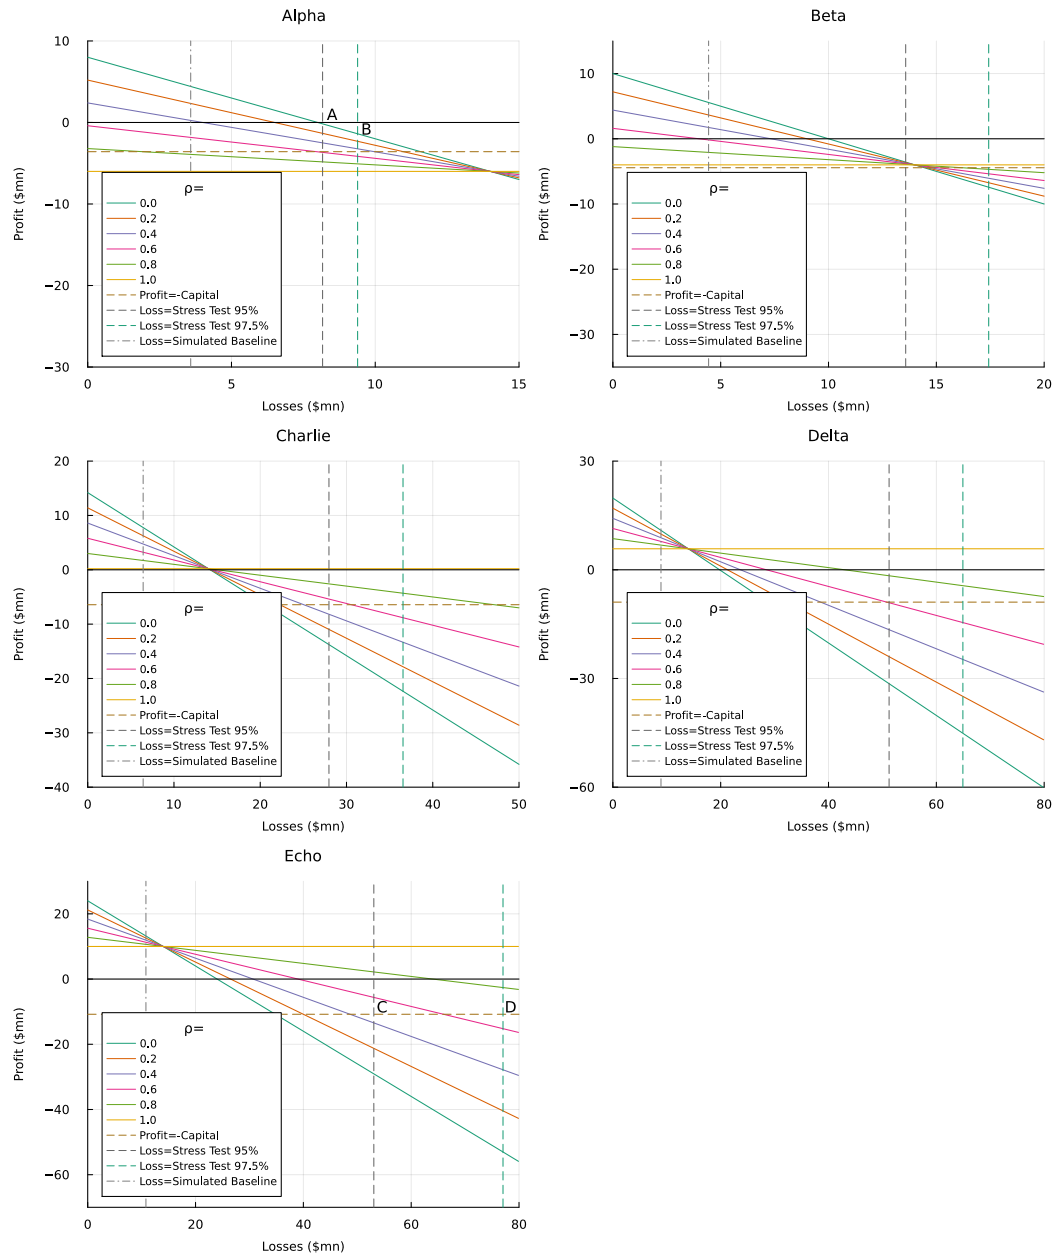 Alpha
10
0
−10
−20
−30
Profit ($mn)
A
B
ρ=
0.0
0.2
0.4
0.6
0.8
1.0
Profit=-Capital
Loss=Stress Test 95%
Loss=Stress Test 97.5%
Loss=Simulated Baseline
0 5 10 15
Losses ($mn)
Beta
10
0
−10
−20
−30
Profit ($mn)
ρ=
0.0
0.2
0.4
0.6
0.8
1.0
Profit=-Capital
Loss=Stress Test 95%
Loss=Stress Test 97.5%
Loss=Simulated Baseline
0 5 10 15 20
Losses ($mn)
Charlie
20
10
0
−10
−20
−30
−40
Profit ($mn)
ρ=
0.0
0.2
0.4
0.6
0.8
1.0
Profit=-Capital
Loss=Stress Test 95%
Loss=Stress Test 97.5%
Loss=Simulated Baseline
0 10 20 30 40 50
Losses ($mn)
Delta
30
0
−30
−60
Profit ($mn)
ρ=
0.0
0.2
0.4
0.6
0.8
1.0
Profit=-Capital
Loss=Stress Test 95%
Loss=Stress Test 97.5%
Loss=Simulated Baseline
0 20 40 60 80
Losses ($mn)
Echo
20
0
−20
−40
−60
Profit ($mn)
C
D
ρ=
0.0
0.2
0.4
0.6
0.8
1.0
Profit=-Capital
Loss=Stress Test 95%
Loss=Stress Test 97.5%
Loss=Simulated Baseline
0 20 40 60 80
Losses ($mn)